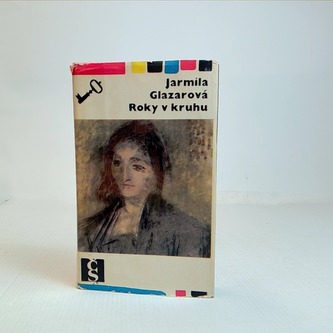 Jarmila
Glazarová
Roky v kruhu
ČS